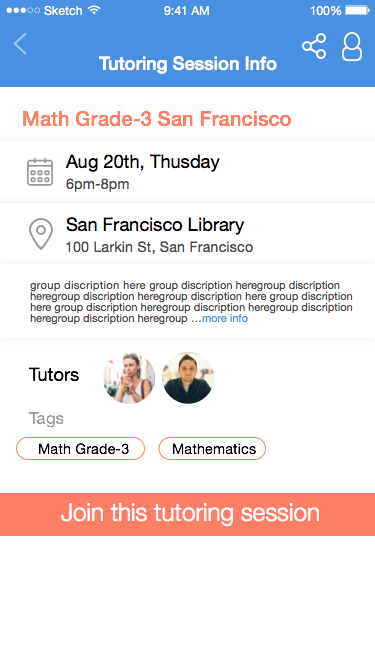 Sketch 9:41 AM 100%
Tutoring Session Info
Math Grade-3 San Francisco
Aug 20th, Thusday
6pm-8pm
San Francisco Library
100 Larkin St, San Francisco
group discription here group discription heregroup discription
heregroup discription heregroup discription here group discription
here group discription heregroup discription heregroup discription
heregroup discription heregroup ...more info
Tutors
Tags
Math Grade-3 Mathematics
Join this tutoring session